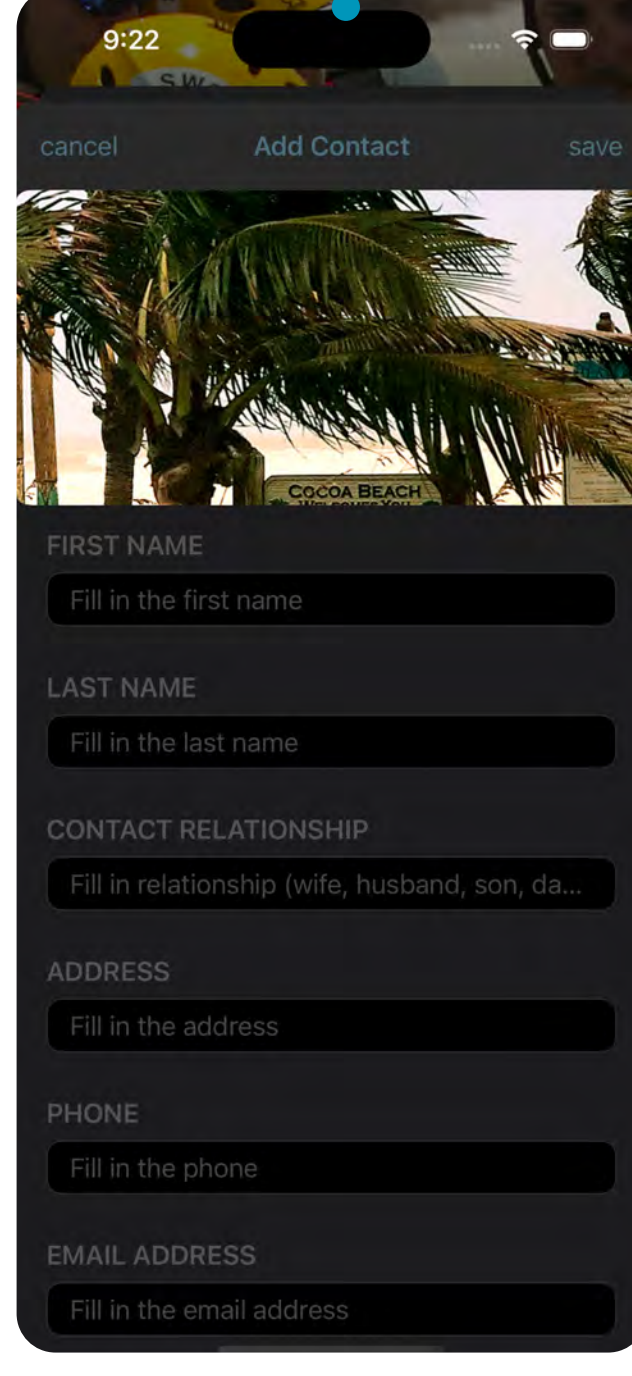 9:22
S.W.
cancel
Add Contact
save
COCOA BEACH
WELCOMES YOU
FIRST NAME
Fill in the first name
LAST NAME
Fill in the last name
CONTACT RELATIONSHIP
Fill in relationship (wife, husband, son, da...
ADDRESS
Fill in the address
PHONE
Fill in the phone
EMAIL ADDRESS
Fill in the email address